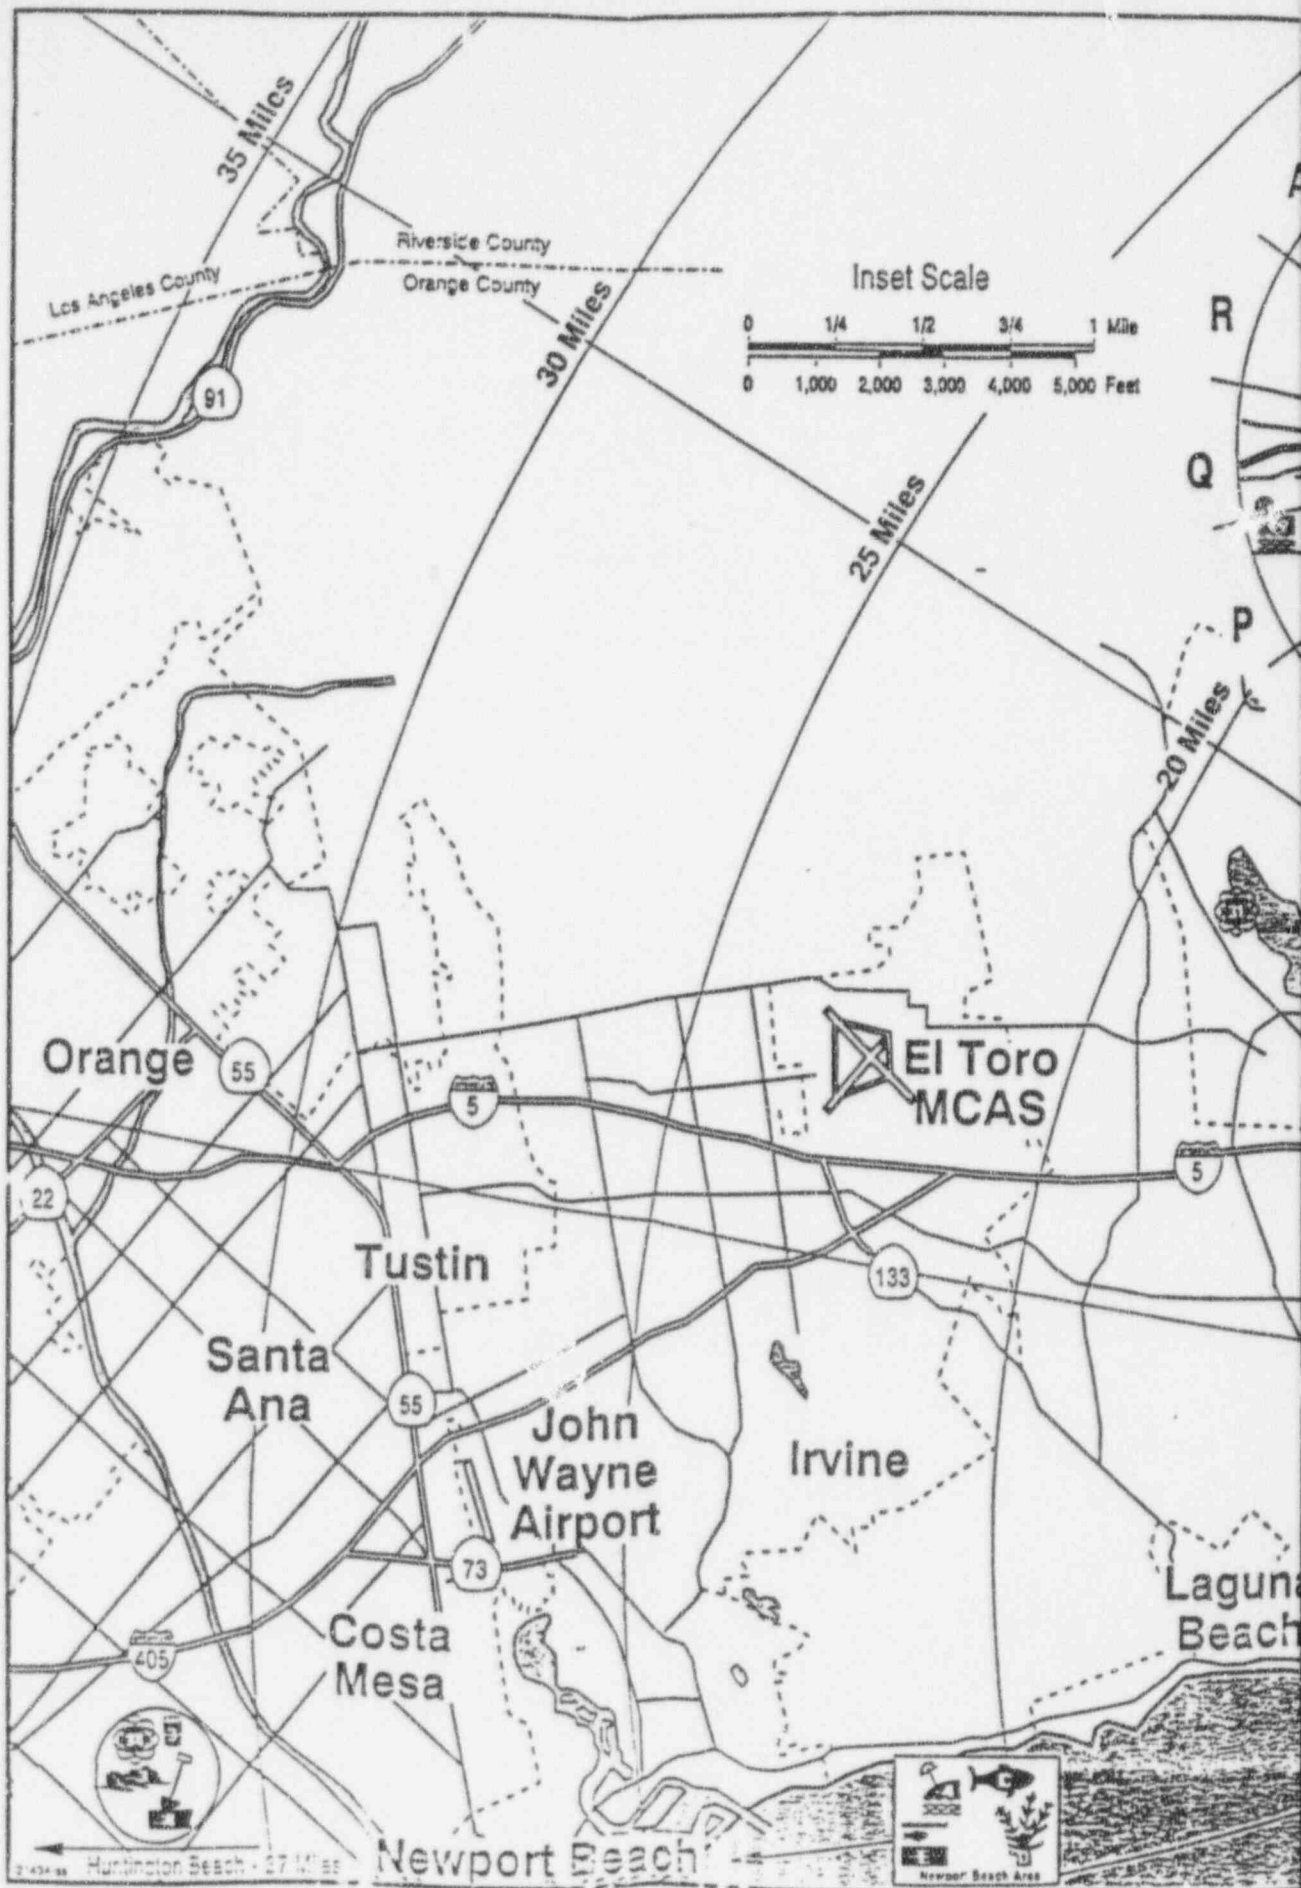 35 Miles
Riverside County
Los Angeles County
Orange County
30 Miles
Inset Scale
0 1/4 1/2 3/4 1 Mile
0 1,000 2,000 3,000 4,000 5,000 Feet
R
91
25 Miles
Q
P
20 Miles
Orange
55
5
El Toro
MCAS
5
22
Tustin
133
Santa
Ana
55
John
Wayne
Airport
Irvine
73
Laguna
Beach
Costa
Mesa
405
Huntington Beach - 37 Miles
Newport Beach
Newport Beach Area